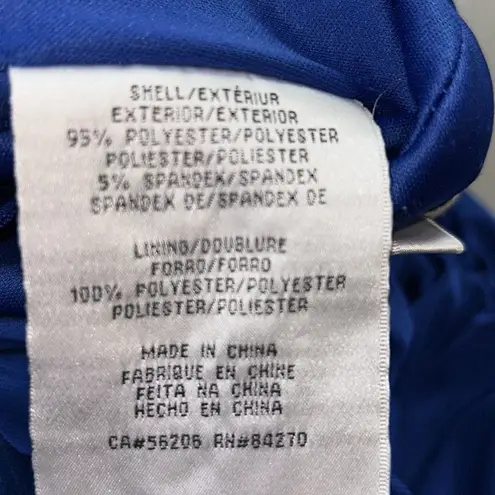 SHELL/EXTÉRIUR
EXTERIOR/EXTERIOR
95% POLYESTER/POLYESTER
POLIESTER/POLIESTER
5% SPANDEX/SPANDEX
SPANDEX DE/SPANDEX DE
LINING/DOUBLURE
FORRO/FORRO
100% POLYESTER/POLYESTER
POLIESTER/POLIESTER
MADE IN CHINA
FABRIQUE EN CHINE
FEITA NA CHINA
HECHO EN CHINA
CA#56206 RN#84270